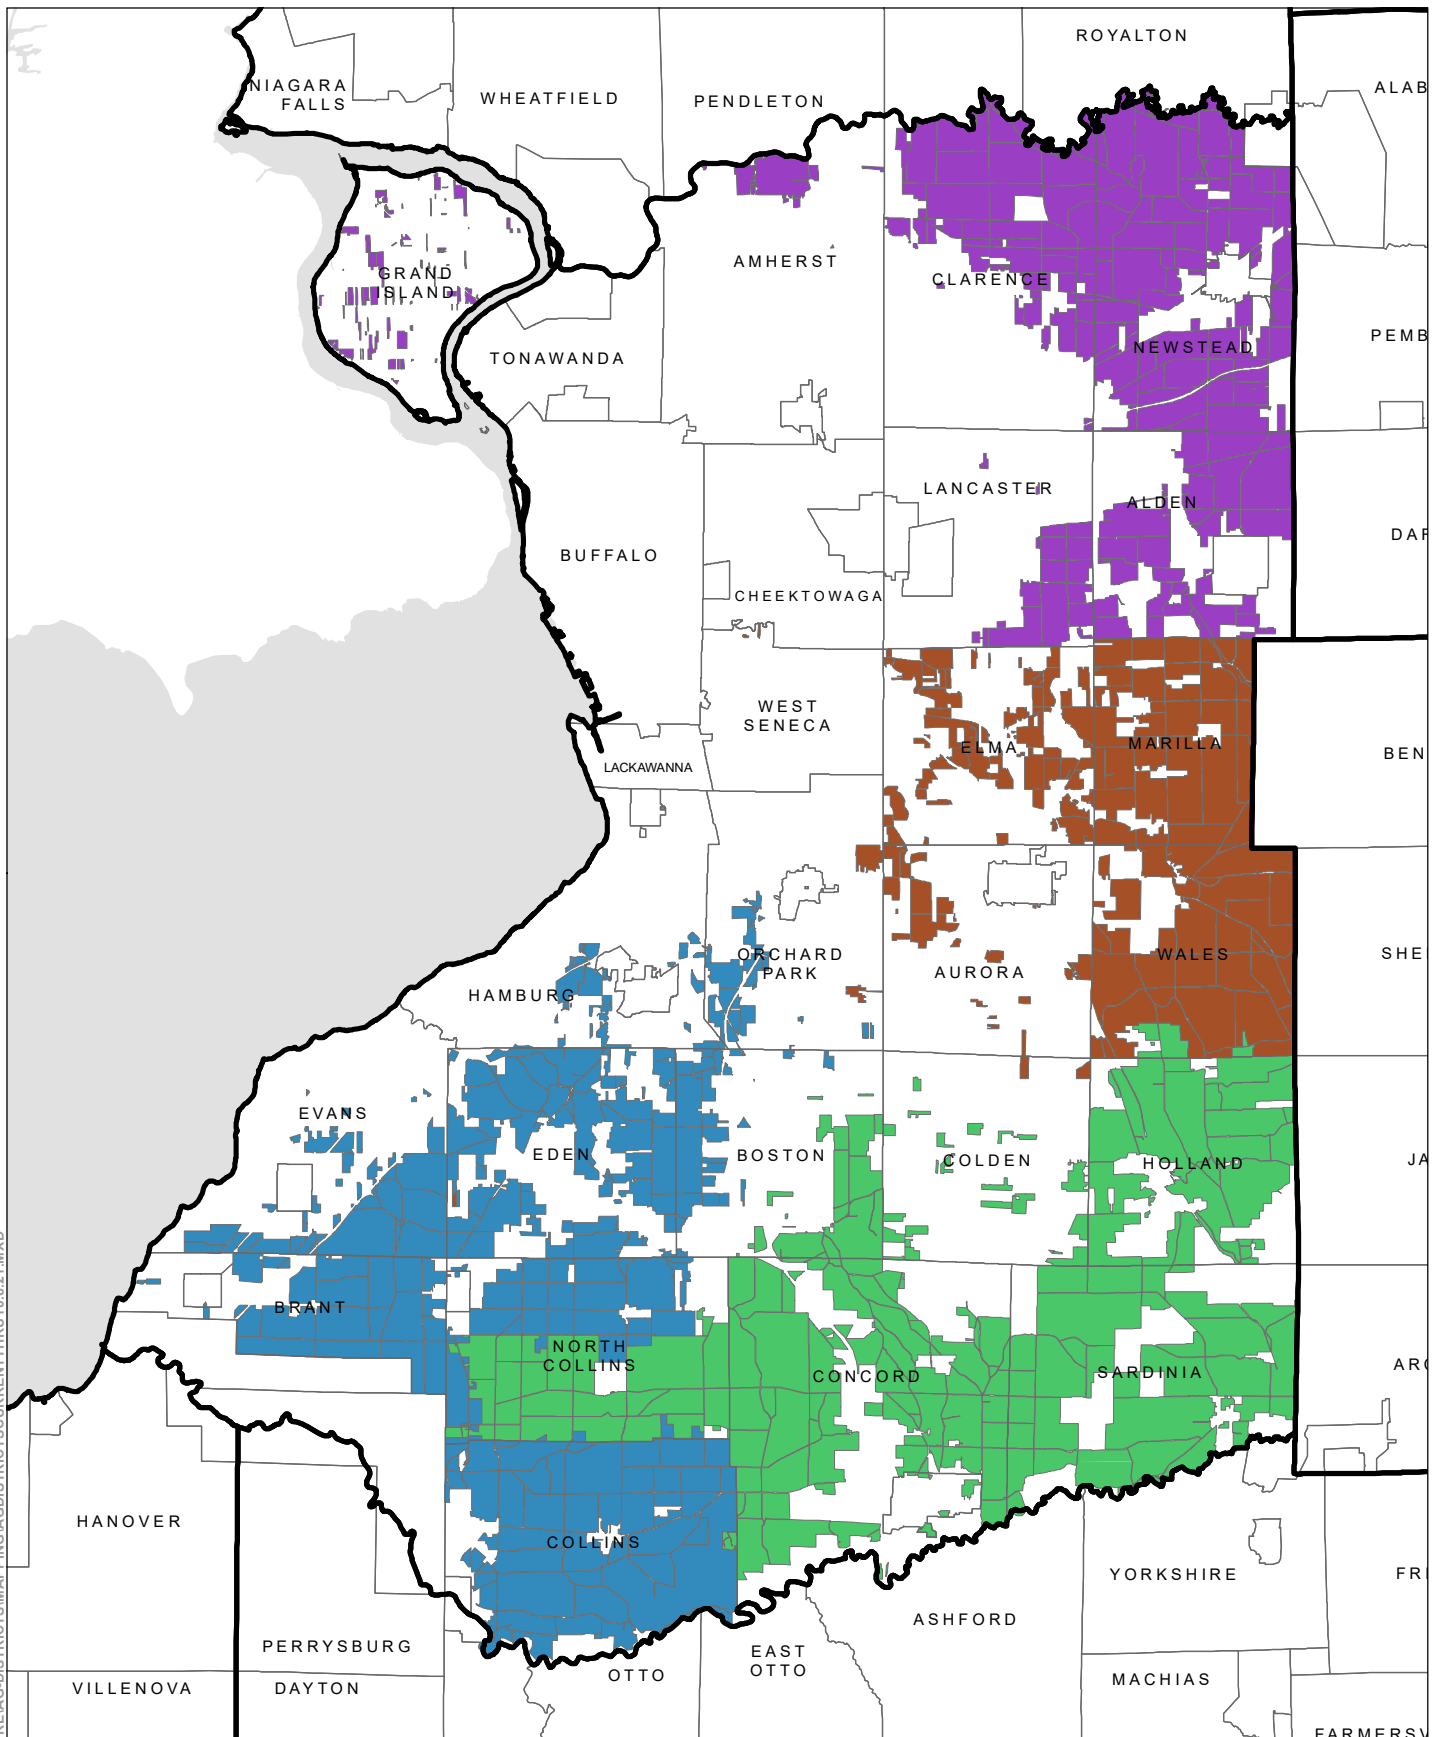 ROYALTON
NIAGARA
FALLS
WHEATFIELD
PENDLETON
ALAB
GRAND
ISLAND
AMHERST
CLARENCE
TONAWANDA
NEWSTEAD
PEMB
LANCASTER
ALDEN
DAR
BUFFALO
CHEEKTOWAGA
WEST
SENECA
ELMA
MARILLA
BEN
LACKAWANNA
ORCHARD
PARK
AURORA
WALES
SHE
HAMBURG
EVANS
EDEN
BOSTON
COLDEN
HOLLAND
JA
BRANT
NORTH
COLLINS
CONCORD
SARDINIA
ARC
HANOVER
COLLINS
YORKSHIRE
FRE
ASHFORD
PERRYSBURG
EAST
OTTO
OTTO
VILLENOVA
DAYTON
MACHIAS
FARMERSV